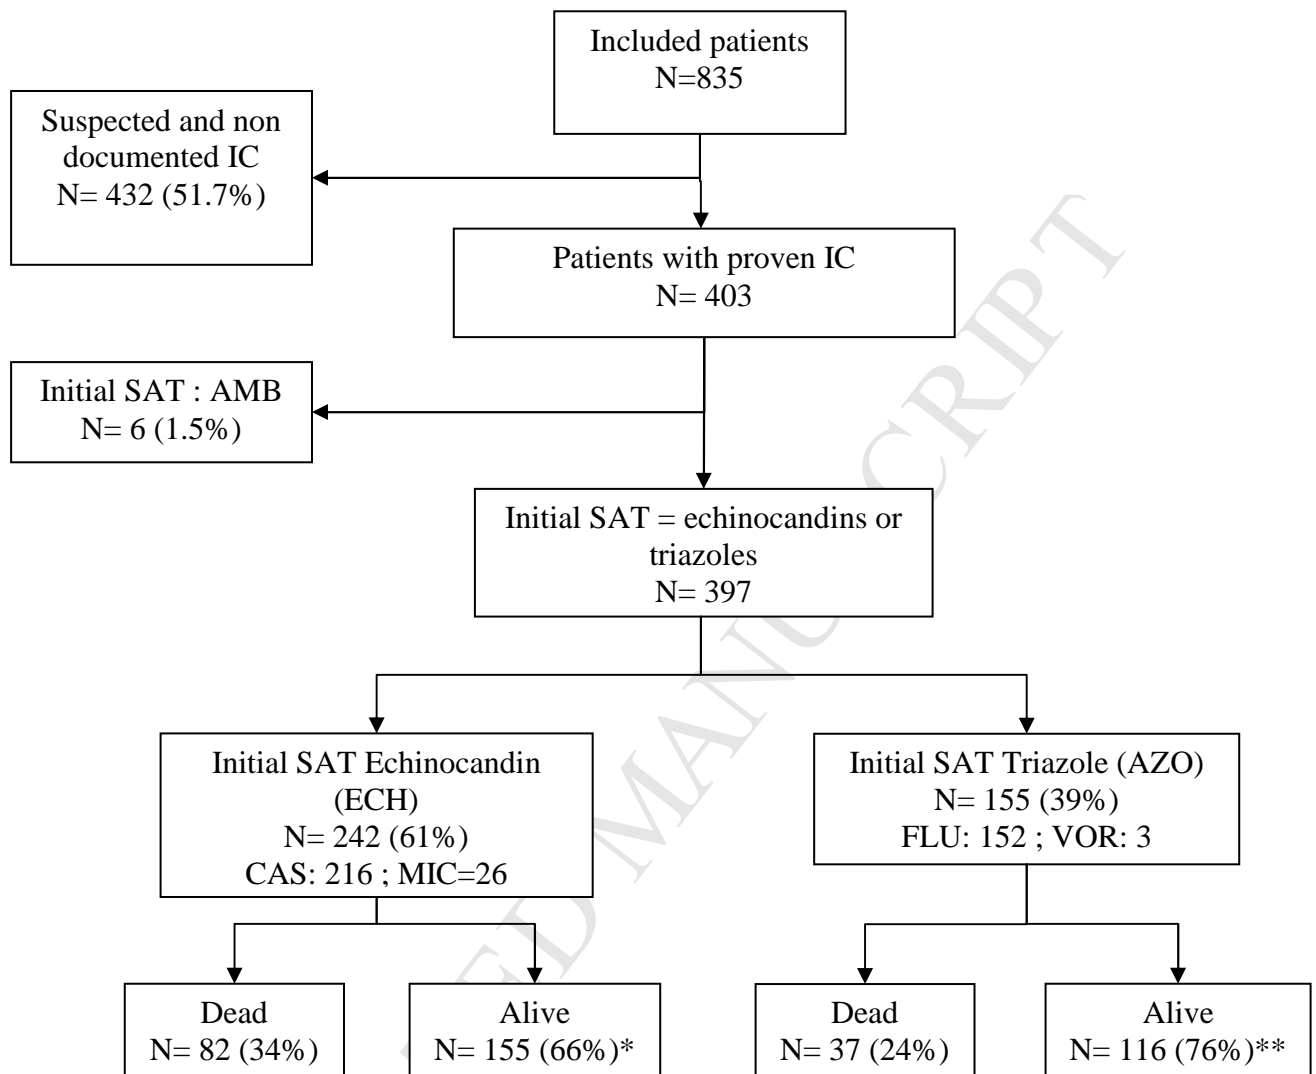 Included patients
N=835
Suspected and non
documented IC
N= 432 (51.7%)
Patients with proven IC
N= 403
Initial SAT : AMB
N= 6 (1.5%)
Initial SAT = echinocandins or
triazoles
N= 397
Initial SAT Echinocandin
(ECH)
N= 242 (61%)
CAS: 216 ; MIC=26
Initial SAT Triazole (AZO)
N= 155 (39%)
FLU: 152 ; VOR: 3
Dead
N= 82 (34%)
Alive
N= 155 (66%)*
Dead
N= 37 (24%)
Alive
N= 116 (76%)**
ED MANUSCRIPT